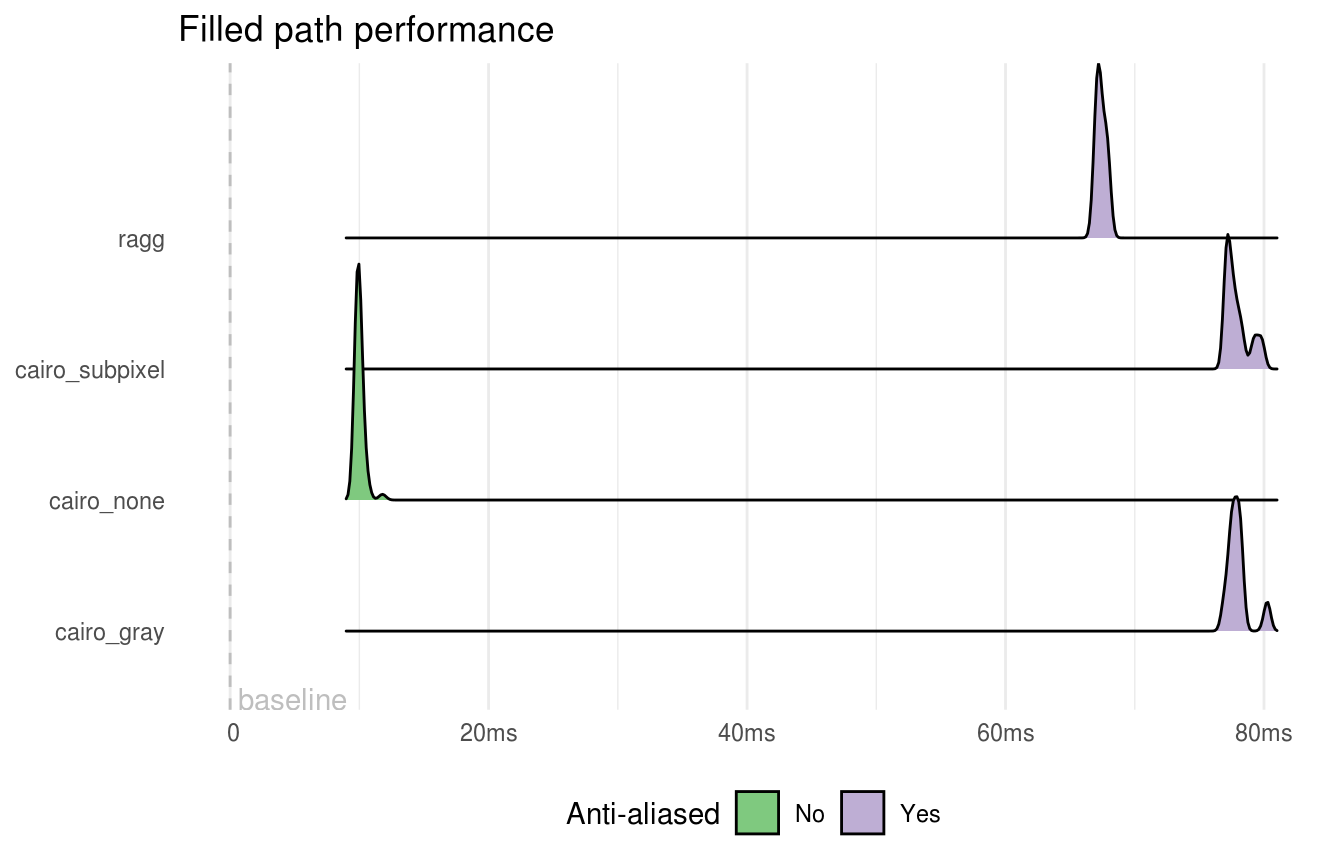 Filled path performance
ragg
cairo_subpixel
cairo_none
cairo_gray
baseline
0 20ms 40ms 60ms 80ms
Anti-aliased No Yes